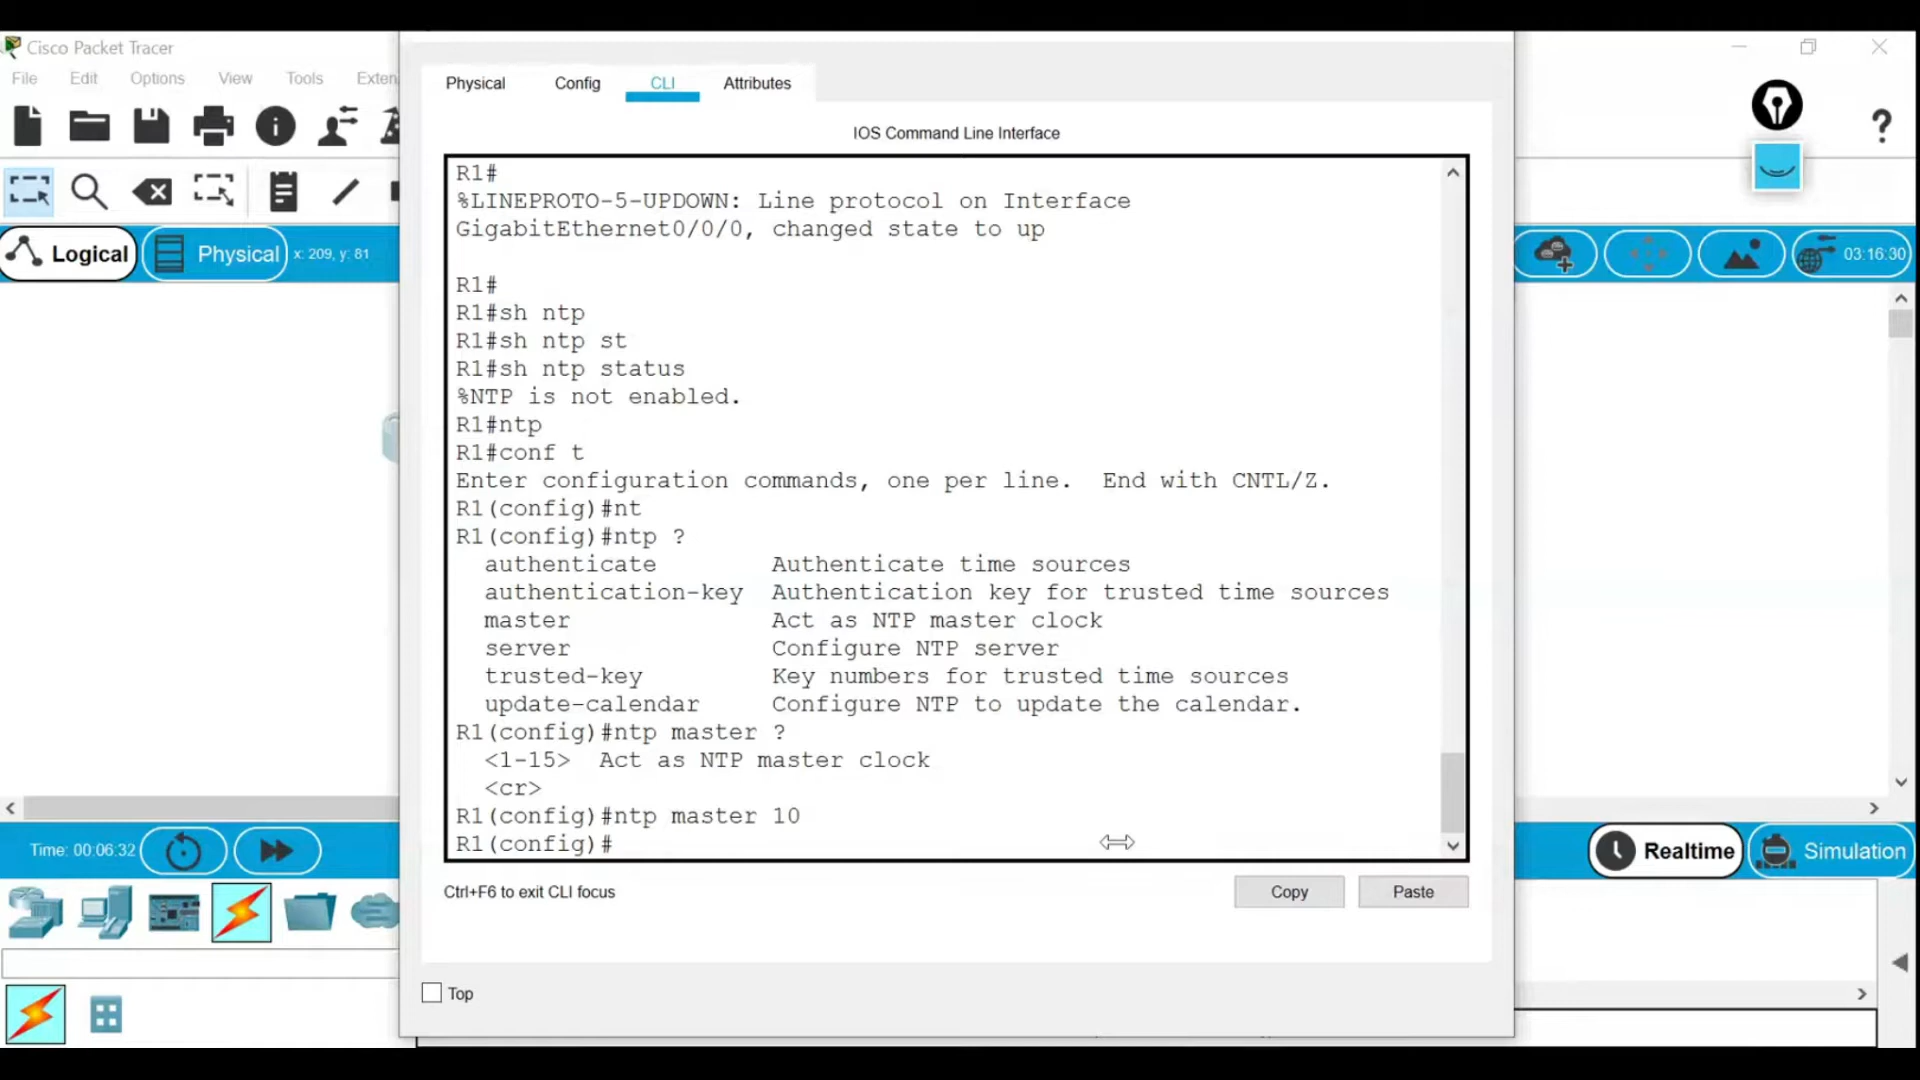 Cisco Packet Tracer
File Edit Options View Tools Exten
Physical Config CLI Attributes
IOS Command Line Interface
Logical Physical x: 209, y: 81
03:16:30
R1#
%LINEPROTO-5-UPDOWN: Line protocol on Interface
GigabitEthernet0/0/0, changed state to up
R1#
R1#sh ntp
R1#sh ntp st
R1#sh ntp status
%NTP is not enabled.
R1#ntp
R1#conf t
Enter configuration commands, one per line.  End with CNTL/Z.
R1(config)#nt
R1(config)#ntp ?
authenticate Authenticate time sources
authentication-key Authentication key for trusted time sources
master Act as NTP master clock
server Configure NTP server
trusted-key Key numbers for trusted time sources
update-calendar Configure NTP to update the calendar.
R1(config)#ntp master ?
<1-15> Act as NTP master clock
<cr>
R1(config)#ntp master 10
R1(config)#
Time: 00:06:32
Realtime Simulation
Ctrl+F6 to exit CLI focus
Copy Paste
Top